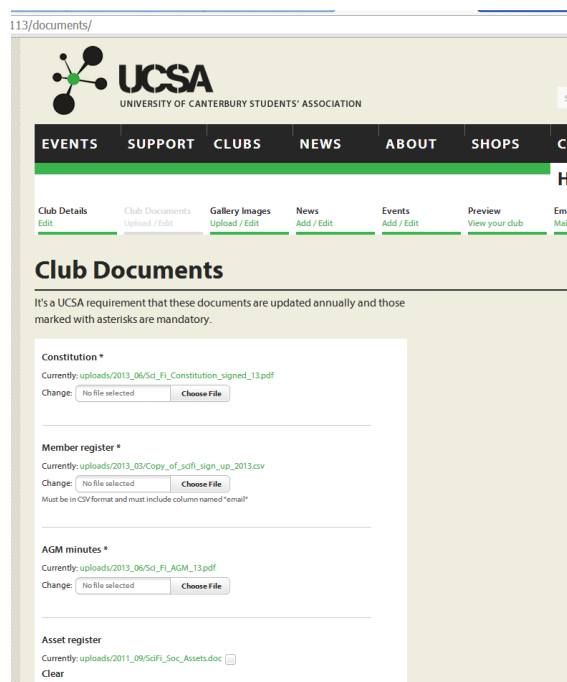 113/documents/
UCSA
UNIVERSITY OF CANTERBURY STUDENTS' ASSOCIATION
EVENTS SUPPORT CLUBS NEWS ABOUT SHOPS C
H
Club Details Club Documents Gallery Images News Events Preview Em
Edit Upload / Edit Upload / Edit Add / Edit Add / Edit View your club Mai
Club Documents
It's a UCSA requirement that these documents are updated annually and those
marked with asterisks are mandatory.
Constitution *
Currently: uploads/2013_06/Sci_Fi_Constitution_signed_13.pdf
Change: No file selected Choose File
Member register *
Currently: uploads/2013_03/Copy_of_scifi_sign_up_2013.csv
Change: No file selected Choose File
Must be in CSV format and must include column named "email"
AGM minutes *
Currently: uploads/2013_06/Sci_Fi_AGM_13.pdf
Change: No file selected Choose File
Asset register
Currently: uploads/2011_09/SciFi_Soc_Assets.doc
Clear